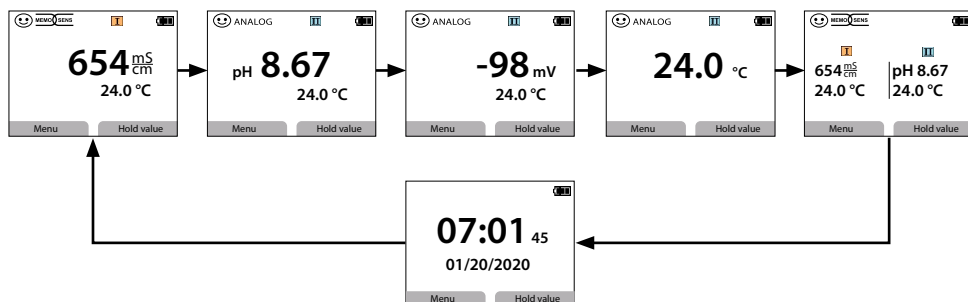 MEMO SENS I
654 mS/cm
24.0 °C
Menu Hold value
ANALOG II
pH 8.67
24.0 °C
Menu Hold value
ANALOG II
-98 mV
24.0 °C
Menu Hold value
ANALOG II
24.0 °C
Menu Hold value
MEMO SENS
I II
654 mS/cm pH 8.67
24.0 °C 24.0 °C
Menu Hold value
07:01 45
01/20/2020
Menu Hold value